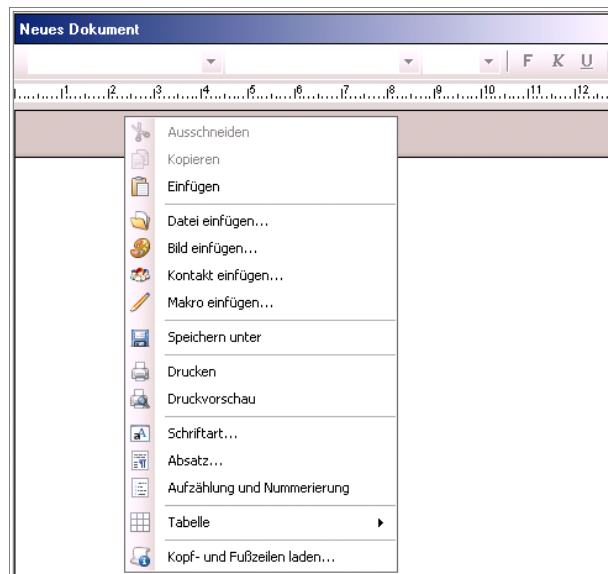 Neues Dokument
F K U
1 2 3 4 5 6 7 8 9 10 11 12
Ausschneiden
Kopieren
Einfügen
Datei einfügen...
Bild einfügen...
Kontakt einfügen...
Makro einfügen...
Speichern unter
Drucken
Druckvorschau
Schriftart...
Absatz...
Aufzählung und Nummerierung
Tabelle
Kopf- und Fußzeilen laden...